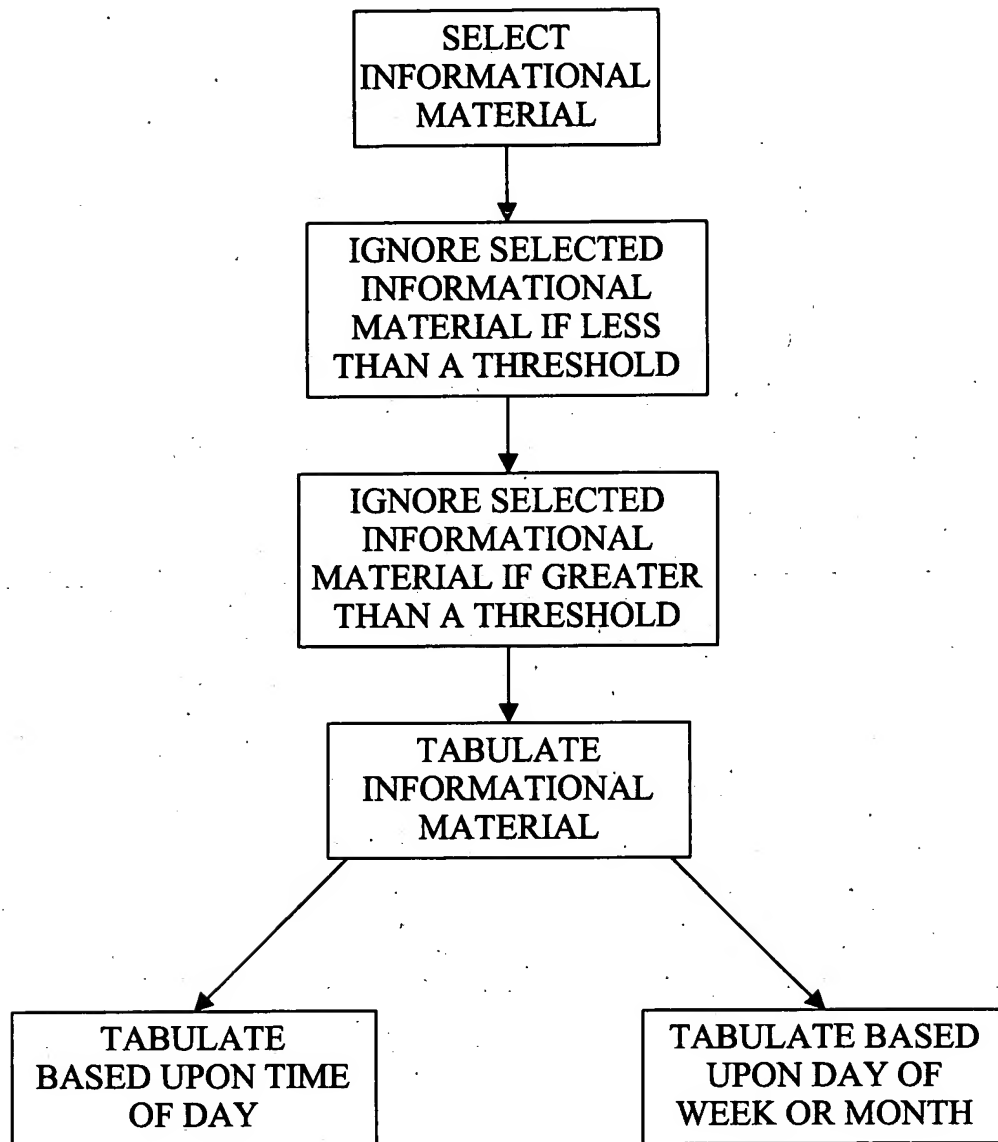 SELECT
INFORMATIONAL
MATERIAL
IGNORE SELECTED
INFORMATIONAL
MATERIAL IF LESS
THAN A THRESHOLD
IGNORE SELECTED
INFORMATIONAL
MATERIAL IF GREATER
THAN A THRESHOLD
TABULATE
INFORMATIONAL
MATERIAL
TABULATE
BASED UPON TIME
OF DAY
TABULATE BASED
UPON DAY OF
WEEK OR MONTH